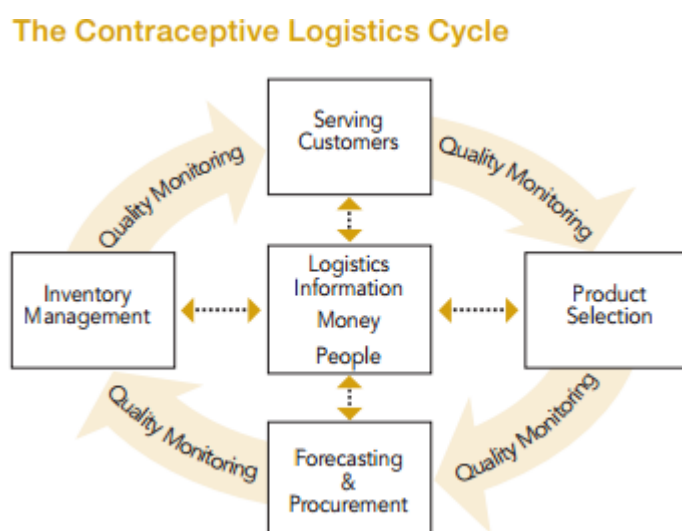 The Contraceptive Logistics Cycle
Serving
Customers
Quality Monitoring
Quality Monitoring
Inventory
Management
Logistics
Information
Money
People
Product
Selection
Quality Monitoring
Quality Monitoring
Forecasting
&
Procurement